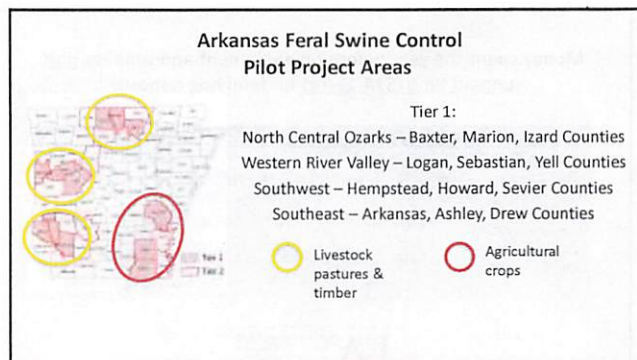 Arkansas Feral Swine Control
Pilot Project Areas
Tier 1:
North Central Ozarks – Baxter, Marion, Izard Counties
Western River Valley – Logan, Sebastian, Yell Counties
Southwest – Hempstead, Howard, Sevier Counties
Southeast – Arkansas, Ashley, Drew Counties
Tier 1
Tier 2
Livestock
pastures &
timber
Agricultural
crops